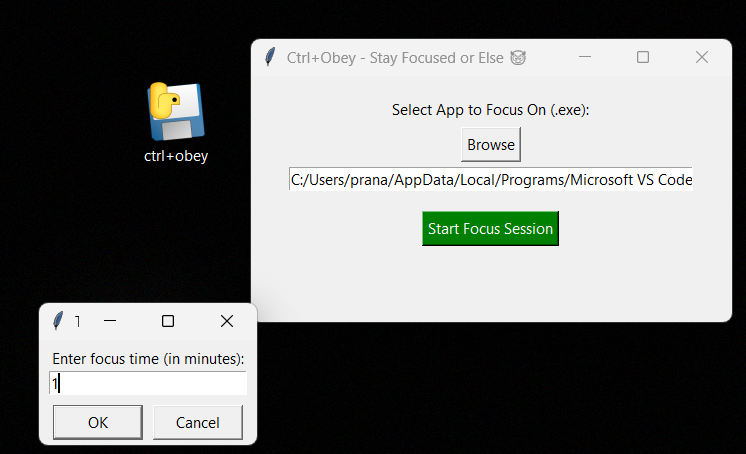 Ctrl+Obey - Stay Focused or Else 😈
Select App to Focus On (.exe):
Browse
C:/Users/prana/AppData/Local/Programs/Microsoft VS Code
Start Focus Session
ctrl+obey
Enter focus time (in minutes):
1
OK Cancel